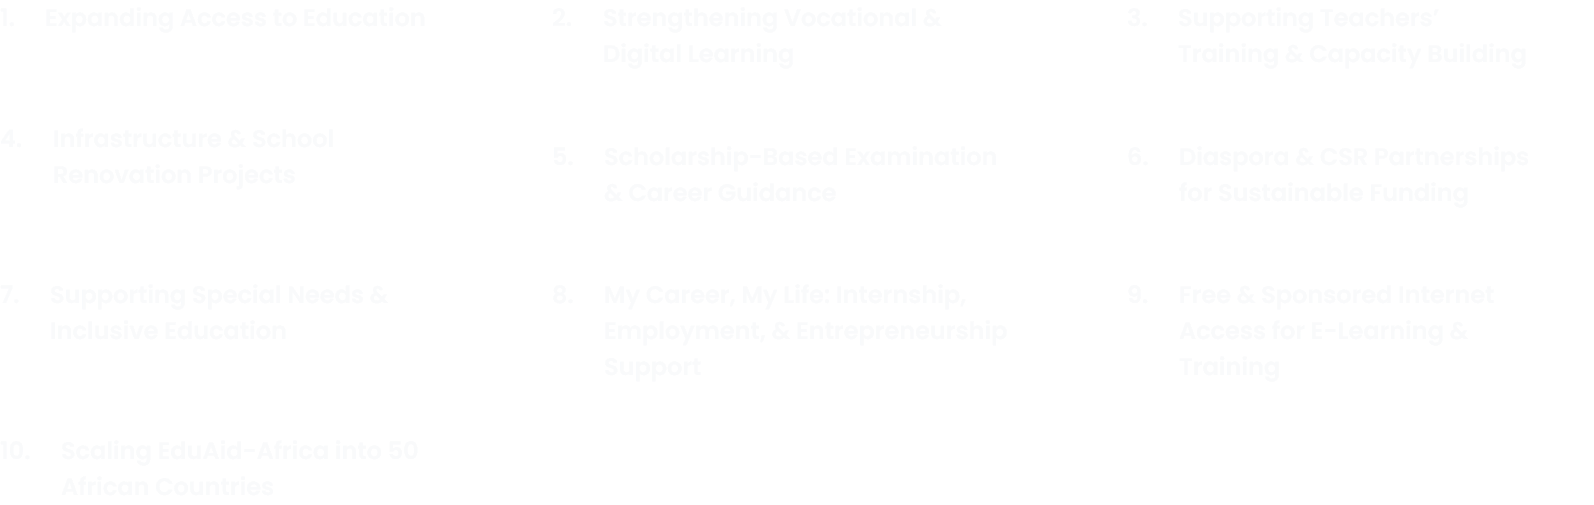 1. Expanding Access to Education
2. Strengthening Vocational &
Digital Learning
3. Supporting Teachers'
Training & Capacity Building
4. Infrastructure & School
Renovation Projects
5. Scholarship-Based Examination
& Career Guidance
6. Diaspora & CSR Partnerships
for Sustainable Funding
7. Supporting Special Needs &
Inclusive Education
8. My Career, My Life: Internship,
Employment, & Entrepreneurship
Support
9. Free & Sponsored Internet
Access for E-Learning &
Training
10. Scaling EduAid-Africa into 50
African Countries